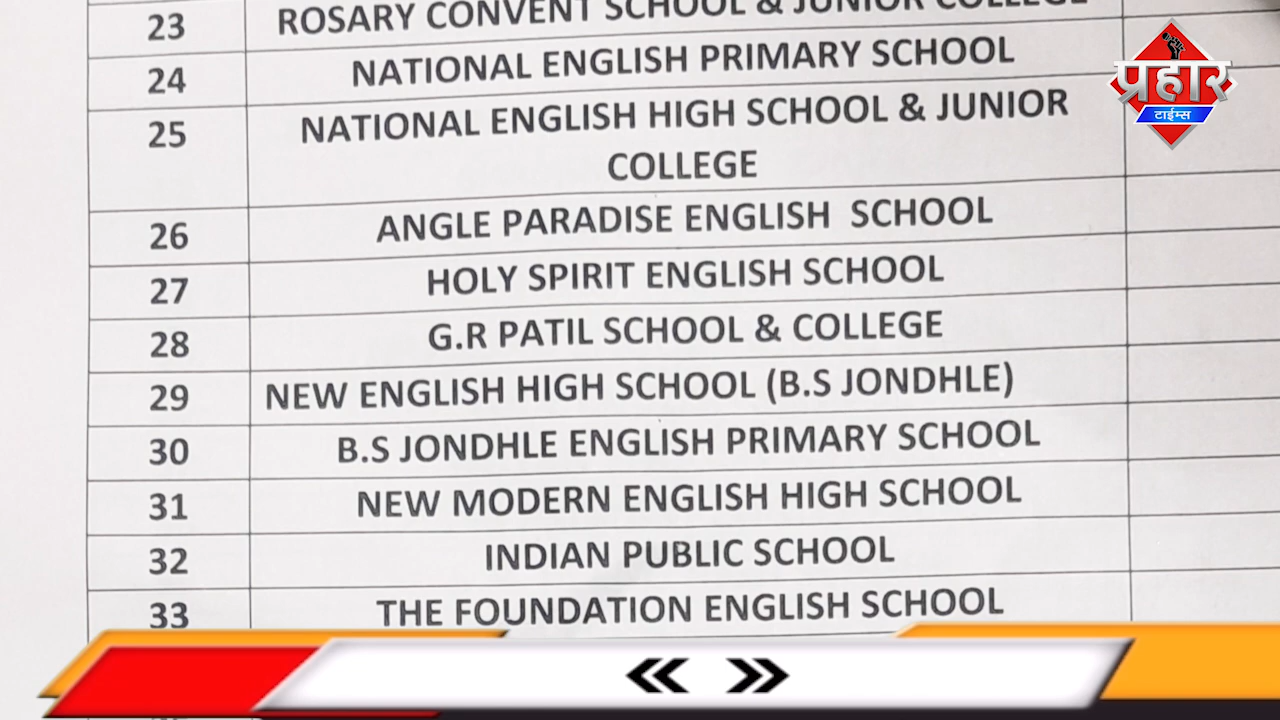 23 ROSARY CONVENT SCHOOL & JUNIOR COLLEGE
24 NATIONAL ENGLISH PRIMARY SCHOOL
25 NATIONAL ENGLISH HIGH SCHOOL & JUNIOR
COLLEGE
26 ANGLE PARADISE ENGLISH SCHOOL
27 HOLY SPIRIT ENGLISH SCHOOL
28 G.R PATIL SCHOOL & COLLEGE
29 NEW ENGLISH HIGH SCHOOL (B.S JONDHLE)
30 B.S JONDHLE ENGLISH PRIMARY SCHOOL
31 NEW MODERN ENGLISH HIGH SCHOOL
32 INDIAN PUBLIC SCHOOL
33 THE FOUNDATION ENGLISH SCHOOL
प्रहार
टाईम्स